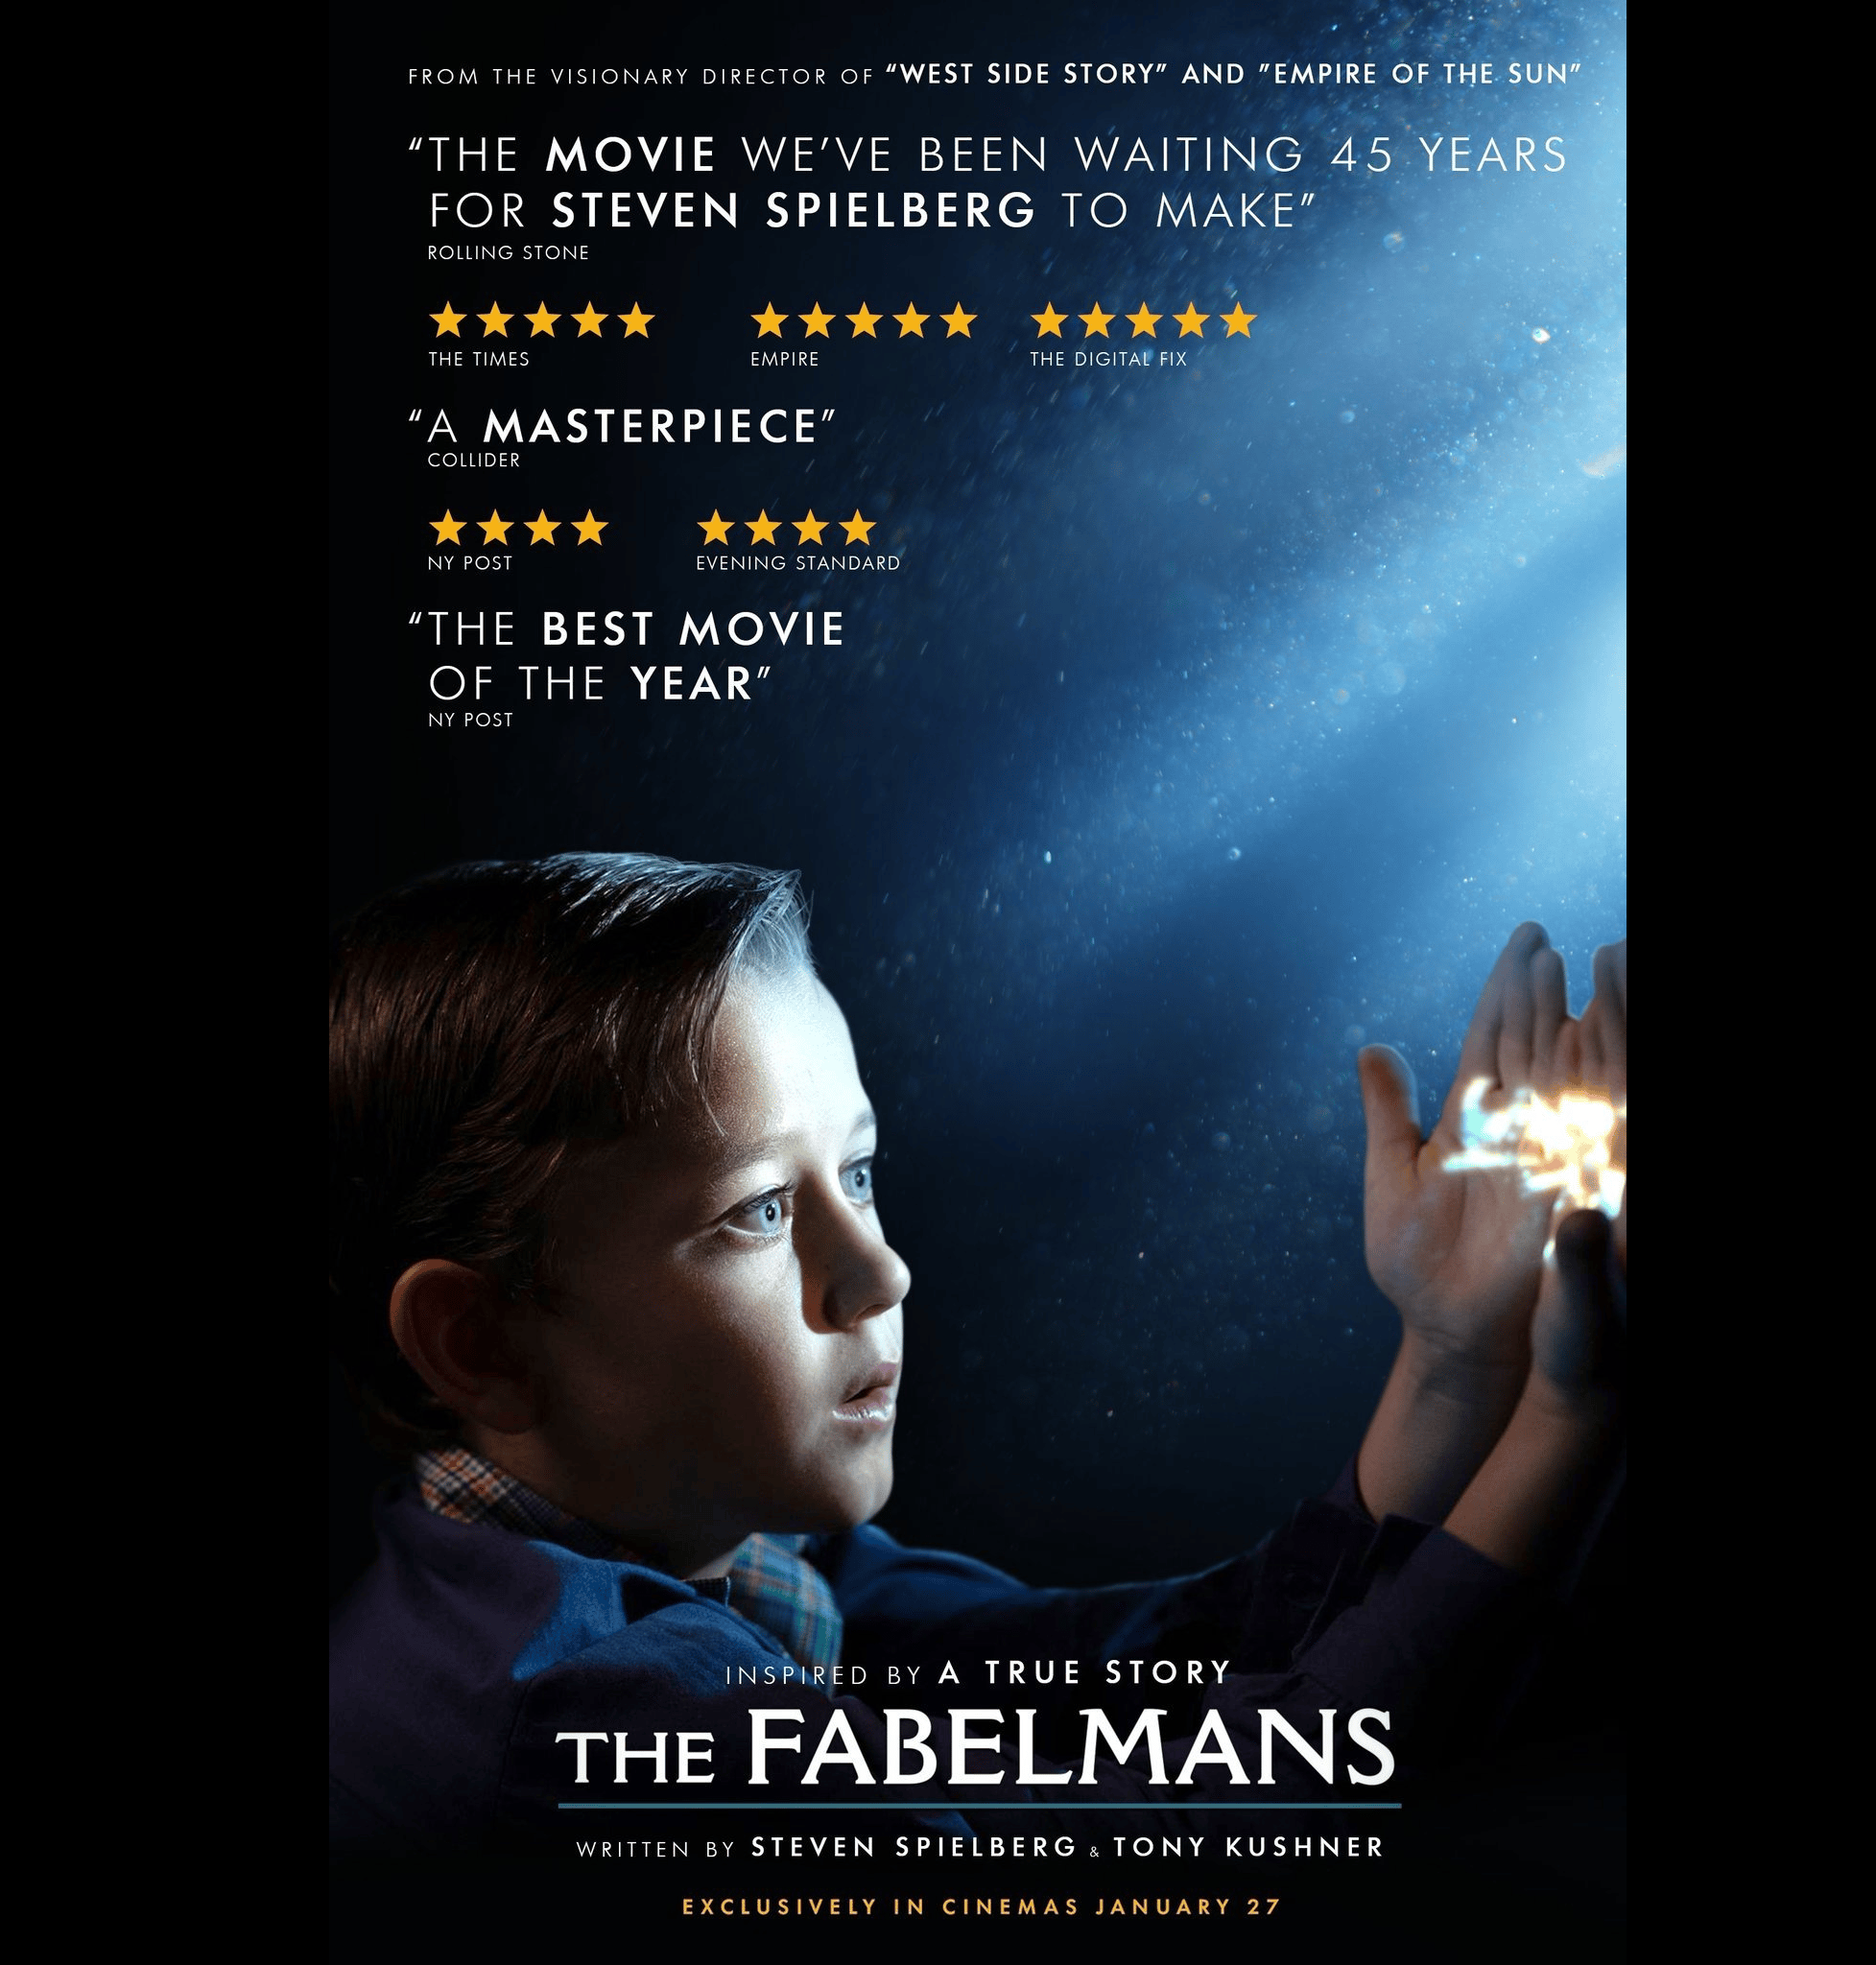 FROM THE VISIONARY DIRECTOR OF “WEST SIDE STORY” AND ”EMPIRE OF THE SUN”
“THE MOVIE WE’VE BEEN WAITING 45 YEARS
FOR STEVEN SPIELBERG TO MAKE”
ROLLING STONE
THE TIMES EMPIRE THE DIGITAL FIX
“A MASTERPIECE”
COLLIDER
NY POST EVENING STANDARD
“THE BEST MOVIE
OF THE YEAR”
NY POST
INSPIRED BY A TRUE STORY
THE FABELMANS
WRITTEN BY STEVEN SPIELBERG & TONY KUSHNER
EXCLUSIVELY IN CINEMAS JANUARY 27